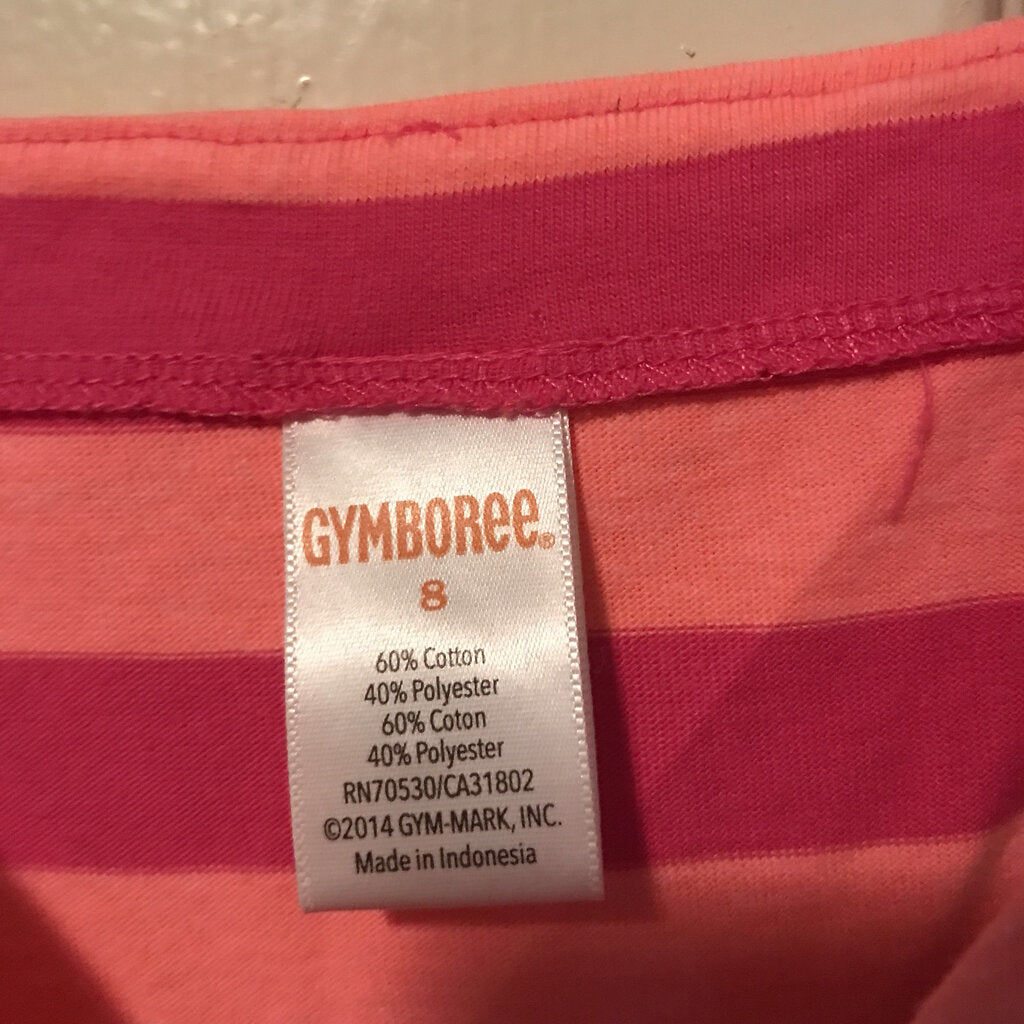 GYMBOREE®
8
60% Cotton
40% Polyester
60% Coton
40% Polyester
RN70530/CA31802
©2014 GYM-MARK, INC.
Made in Indonesia